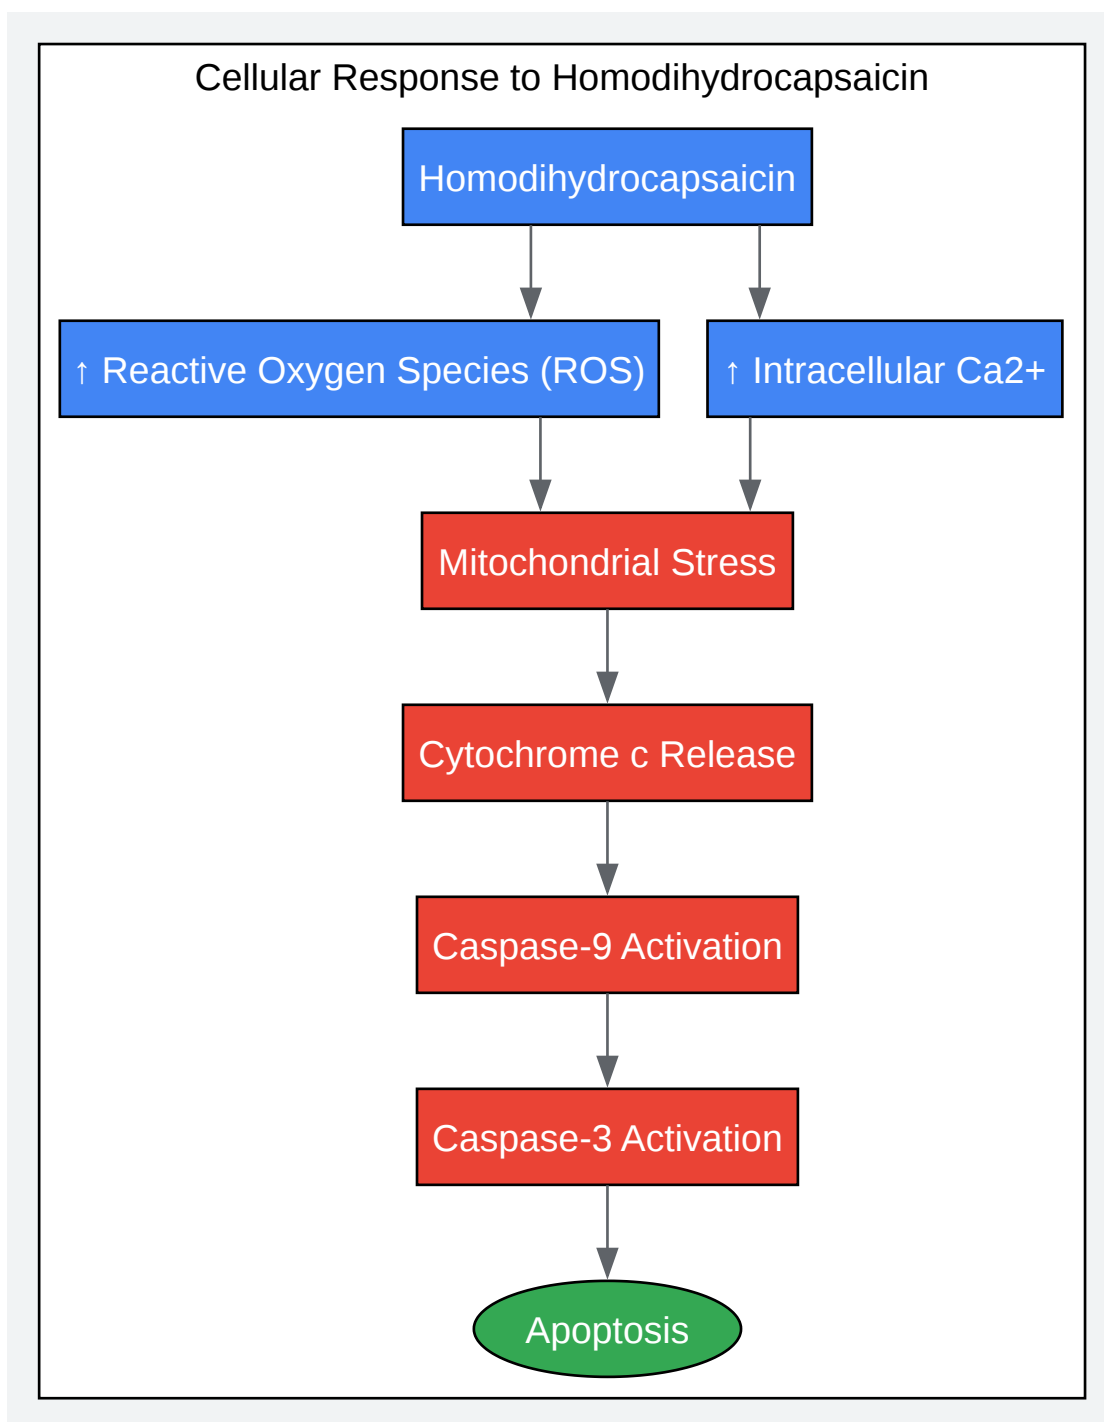 Cellular Response to Homodihydrocapsaicin
Homodihydrocapsaicin
↑ Reactive Oxygen Species (ROS)
↑ Intracellular Ca2+
Mitochondrial Stress
Cytochrome c Release
Caspase-9 Activation
Caspase-3 Activation
Apoptosis